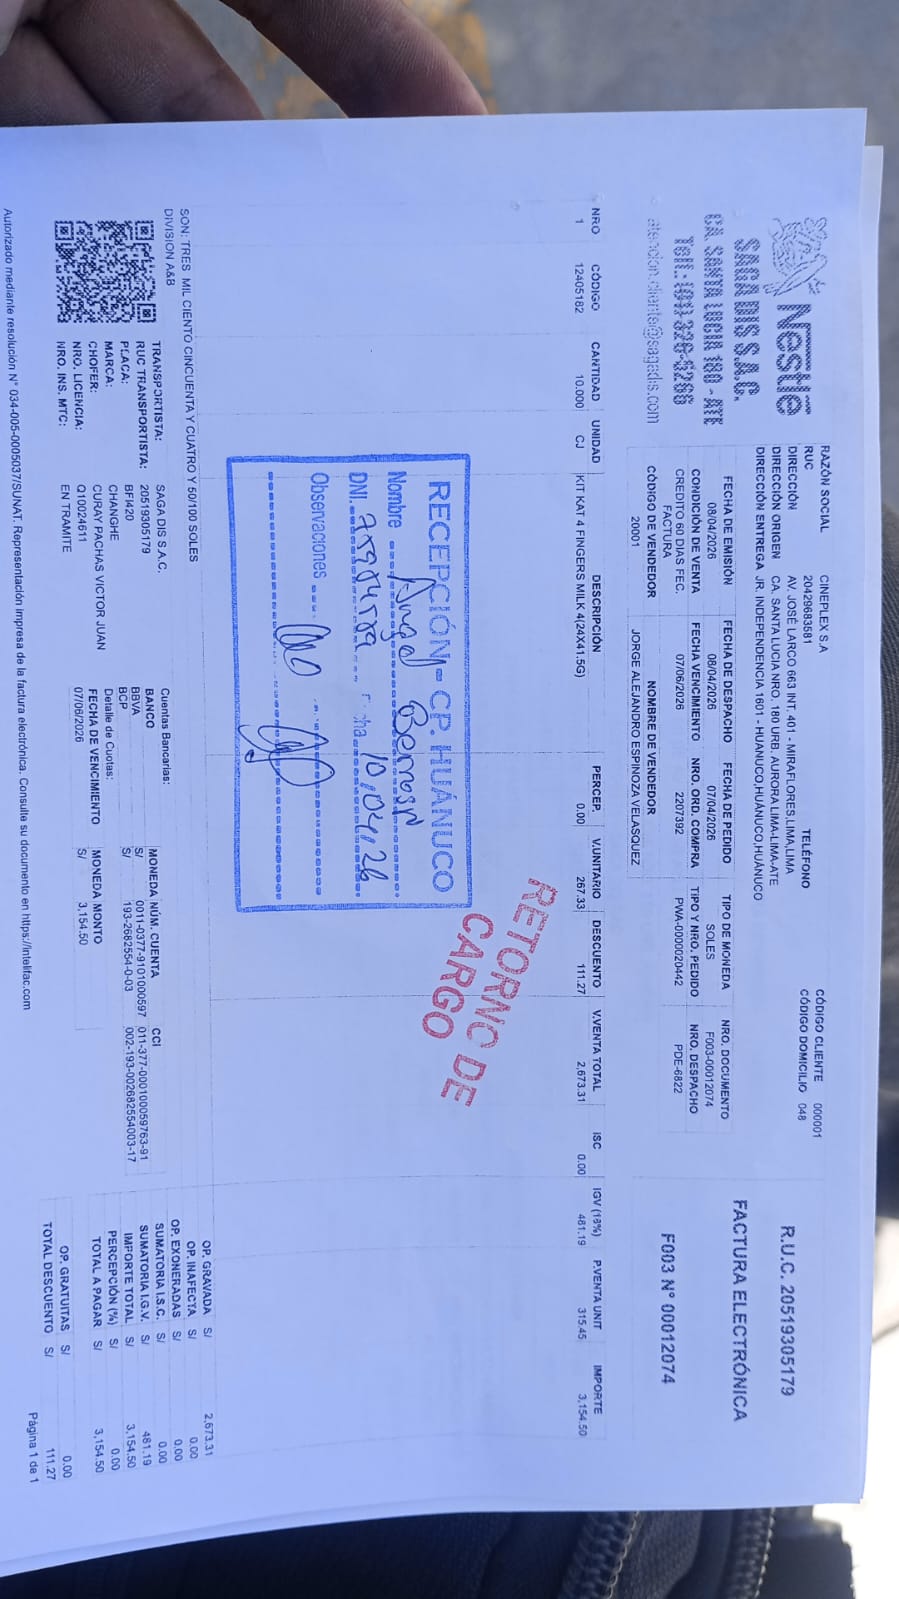 Nestlé
SAGA DIS S.A.C.
CA. SANTA LUCIA 180 - ATE
Telf.: (01) 326-5266
atencion.cliente@sagadis.com
RAZÓN SOCIAL CINEPLEX S.A
RUC 20429683581 TELÉFONO
DIRECCIÓN AV. JOSÉ LARCO 663 INT. 401 - MIRAFLORES,LIMA,LIMA
DIRECCIÓN ORIGEN CA. SANTA LUCIA NRO. 180 URB. AURORA LIMA-LIMA-ATE
DIRECCIÓN ENTREGA JR. INDEPENDENCIA 1601 - HUANUCO,HUÁNUCO,HUÁNUCO
CÓDIGO CLIENTE 000001
CÓDIGO DOMICILIO 048
R.U.C. 20519305179
FACTURA ELECTRÓNICA
F003 N° 00012074
FECHA DE EMISIÓN FECHA DE DESPACHO FECHA DE PEDIDO TIPO DE MONEDA NRO. DOCUMENTO
08/04/2026 08/04/2026 07/04/2026 SOLES F003-00012074
CONDICIÓN DE VENTA FECHA VENCIMIENTO NRO. ORD. COMPRA TIPO Y NRO. PEDIDO NRO. DESPACHO
CREDITO 60 DIAS FEC. FACTURA 07/06/2026 2207392 PWA-0000020442 PDE-6822
CÓDIGO DE VENDEDOR NOMBRE DE VENDEDOR
20001 JORGE ALEJANDRO ESPINOZA VELASQUEZ
NRO CÓDIGO CANTIDAD UNIDAD DESCRIPCIÓN PERCEP. V.UNITARIO DESCUENTO V.VENTA TOTAL ISC IGV (18%) P.VENTA UNIT IMPORTE
1 12405182 10.000 CJ KIT KAT 4 FINGERS MILK 4(24X41,5G) 0.00 267.33 111.27 2,673.31 0.00 481.19 315.45 3,154.50
RETORNO DE
CARGO
RECEPCIÓN - CP. HUÁNUCO
Nombre Angel
DNI. 10,04,26
Observaciones
SON: TRES MIL CIENTO CINCUENTA Y CUATRO Y 50/100 SOLES
DIVISION A&B
TRANSPORTISTA: SAGA DIS S.A.C.
RUC TRANSPORTISTA: 20519305179
PLACA: BFI420
MARCA: CHANGHE
CHOFER: CURAY PACHAS VICTOR JUAN
NRO. LICENCIA: Q10024611
NRO. INS. MTC: EN TRAMITE
Cuentas Bancarias:
BANCO MONEDA NÚM. CUENTA CCI
BBVA S/ 0011-0377-9101000597 011-377-000100059763-91
BCP S/ 193-2682554-0-03 002-193-002682554003-17
Detalle de Cuotas:
FECHA DE VENCIMIENTO MONEDA MONTO
07/06/2026 S/ 3,154.50
OP. GRAVADA S/ 2,673.31
OP. INAFECTA S/ 0.00
OP. EXONERADAS S/ 0.00
SUMATORIA I.S.C. S/ 0.00
SUMATORIA I.G.V. S/ 481.19
IMPORTE TOTAL S/ 3,154.50
PERCEPCIÓN (%) S/ 0.00
TOTAL A PAGAR S/ 3,154.50
OP. GRATUITAS S/ 0.00
TOTAL DESCUENTO S/ 111.27
Autorizado mediante resolución N° 034-005-0005037/SUNAT. Representación impresa de la factura electrónica. Consulte su documento en https://intelifac.com
Página 1 de 1